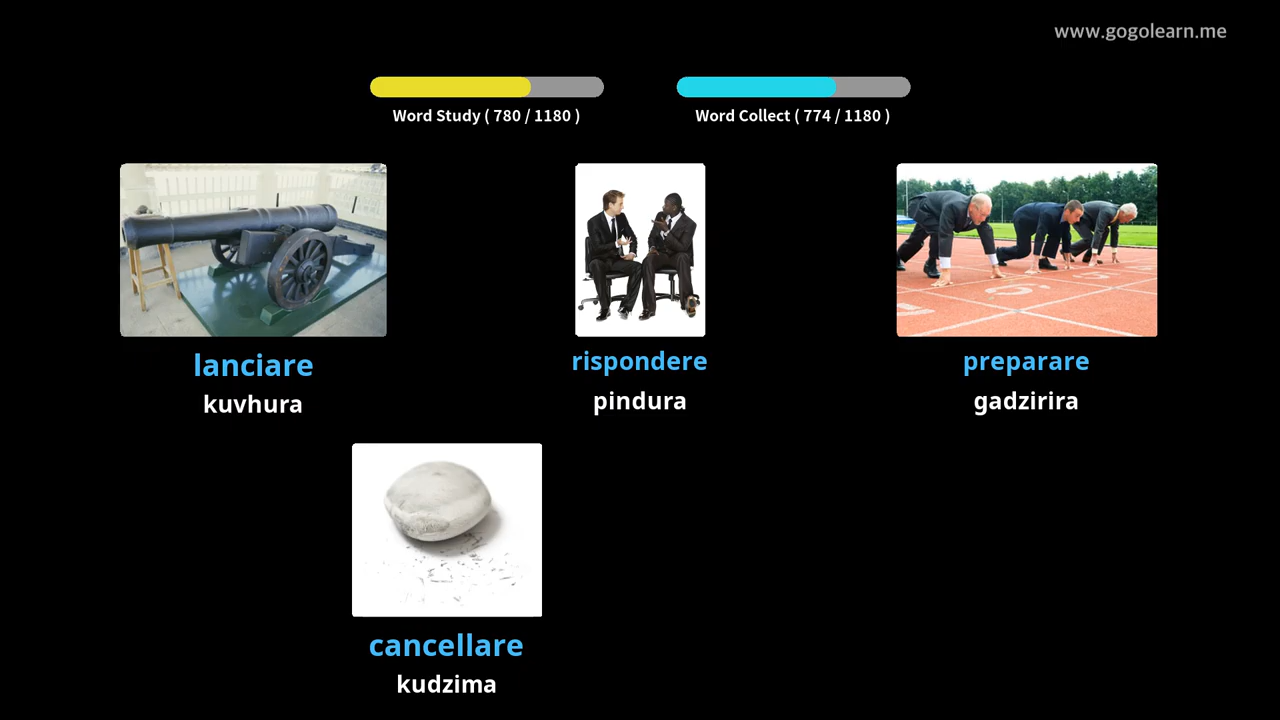 www.gogolearn.me
Word Study ( 780 / 1180 )
Word Collect ( 774 / 1180 )
lanciare
kuvhura
rispondere
pindura
preparare
gadzirira
cancellare
kudzima